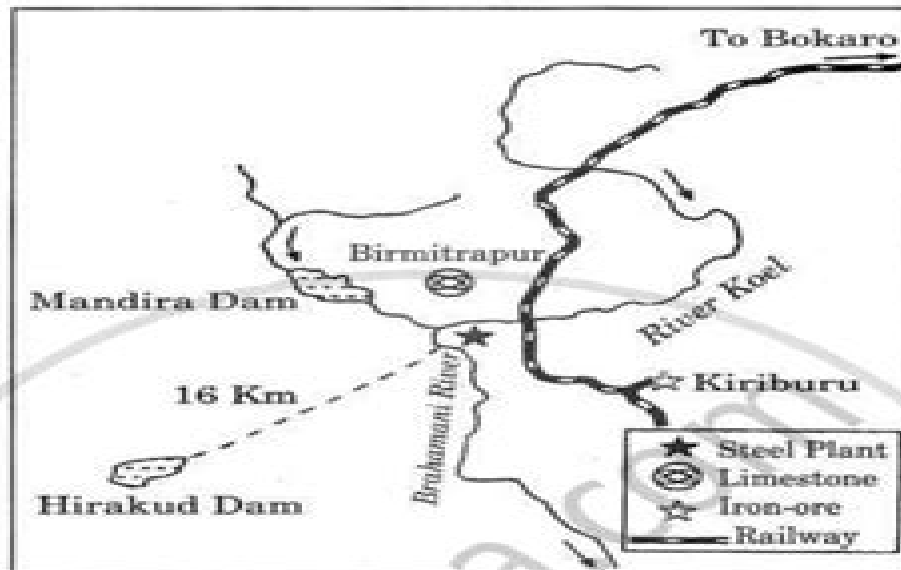 To Bokaro
Birmitrapur
Mandira Dam
River Koel
16 Km
Brahamani River
Kiriburu
Hirakud Dam
Steel Plant
Limestone
Iron-ore
Railway